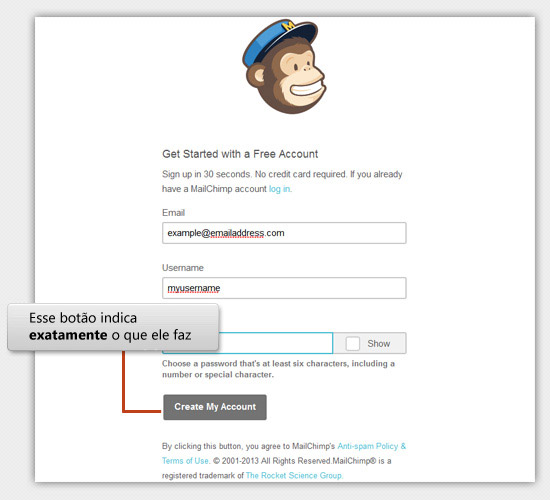 M
Get Started with a Free Account
Sign up in 30 seconds. No credit card required. If you already
have a MailChimp account log in.
Email
example@emailaddress.com
Username
myusername
Esse botão indica
exatamente o que ele faz
Show
Choose a password that's at least six characters, including a
number or special character.
Create My Account
By clicking this button, you agree to MailChimp's Anti-spam Policy &
Terms of Use. © 2001-2013 All Rights Reserved.MailChimp® is a
registered trademark of The Rocket Science Group.